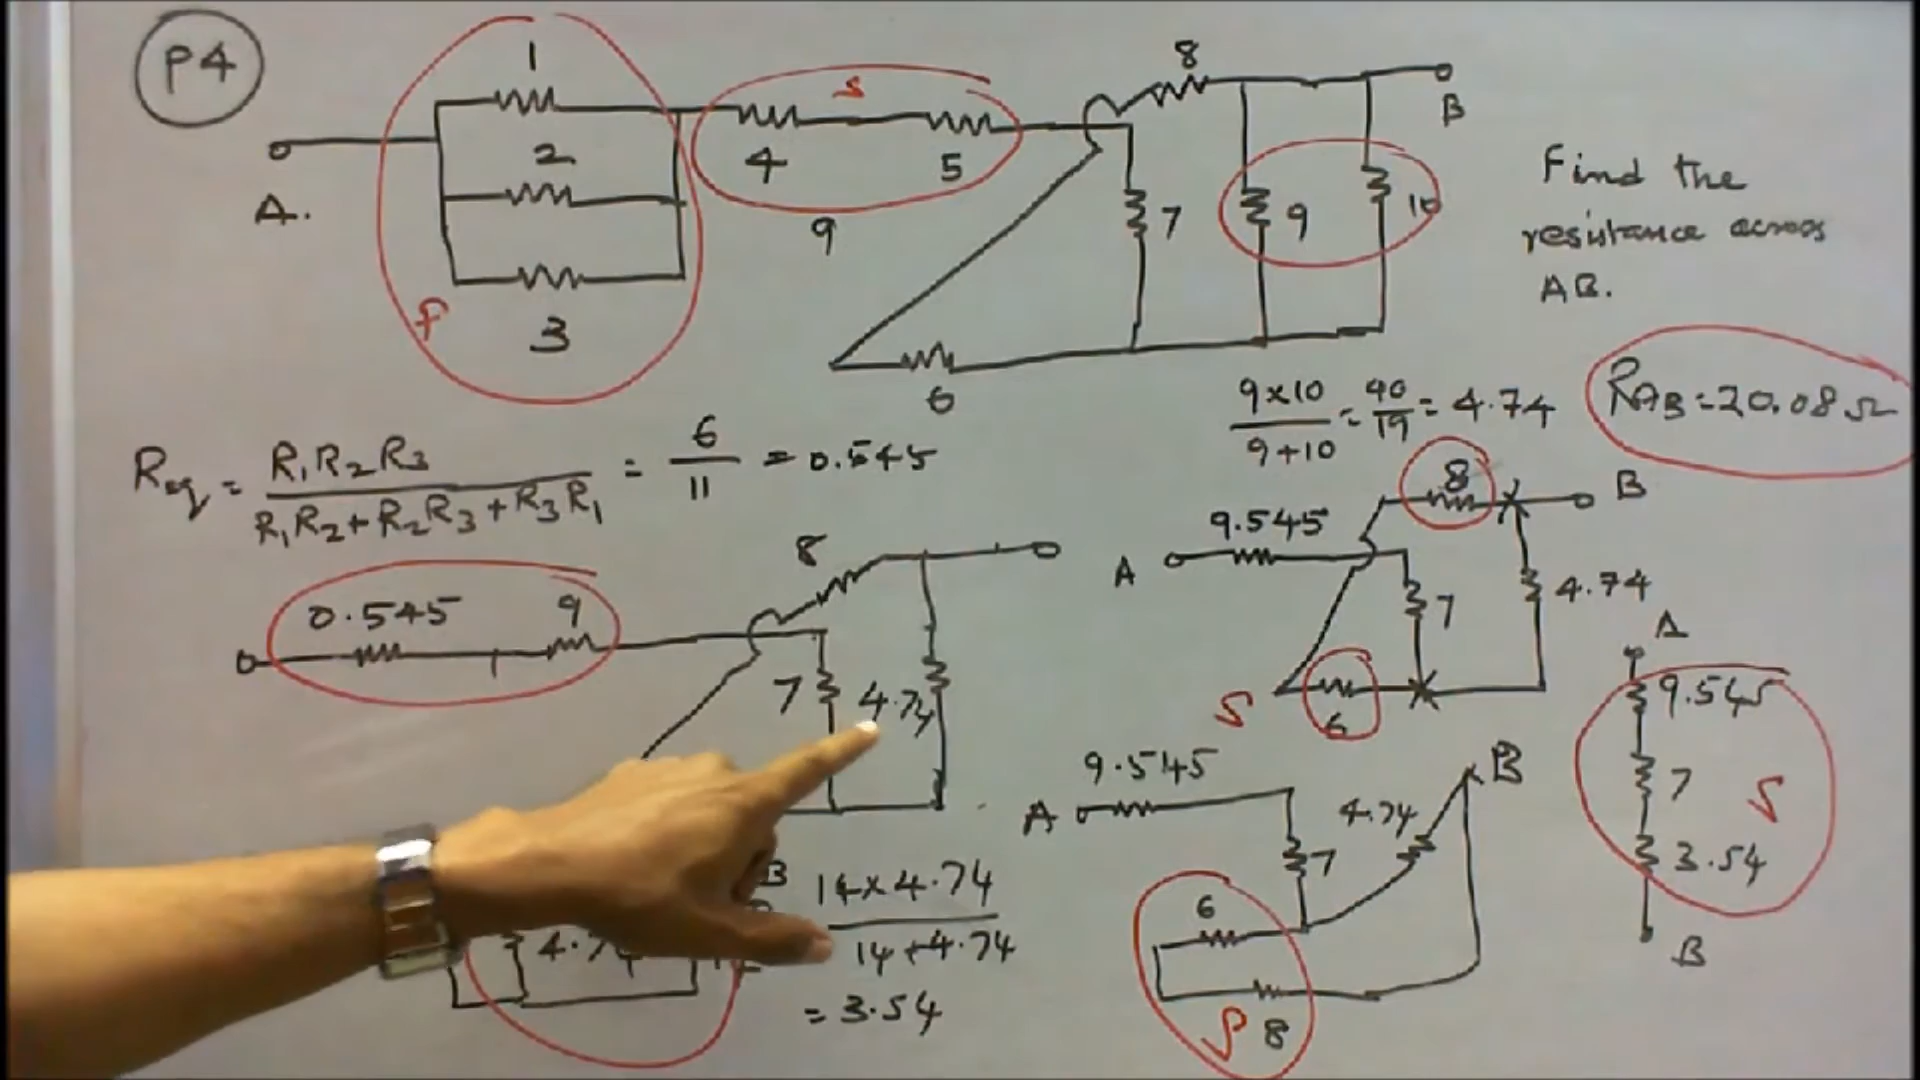 P4
1
2
3
P
A.
S
4
5
9
8
B
7
9
10
6
Find the
resistance across
AB.
RAB = 20.08 Ω
Req = R1R2R3 / R1R2 + R2R3 + R3R1 = 6 / 11 = 0.545
9×10 / 9+10 = 90 / 19 = 4.74
0.545
9
8
7
4.74
A
9.545
8
B
7
4.74
S
6
A
9.545
7
S
3.54
B
A
9.545
7
4.74
B
6
8
S
4.74
B
14×4.74 / 14+4.74
= 3.54